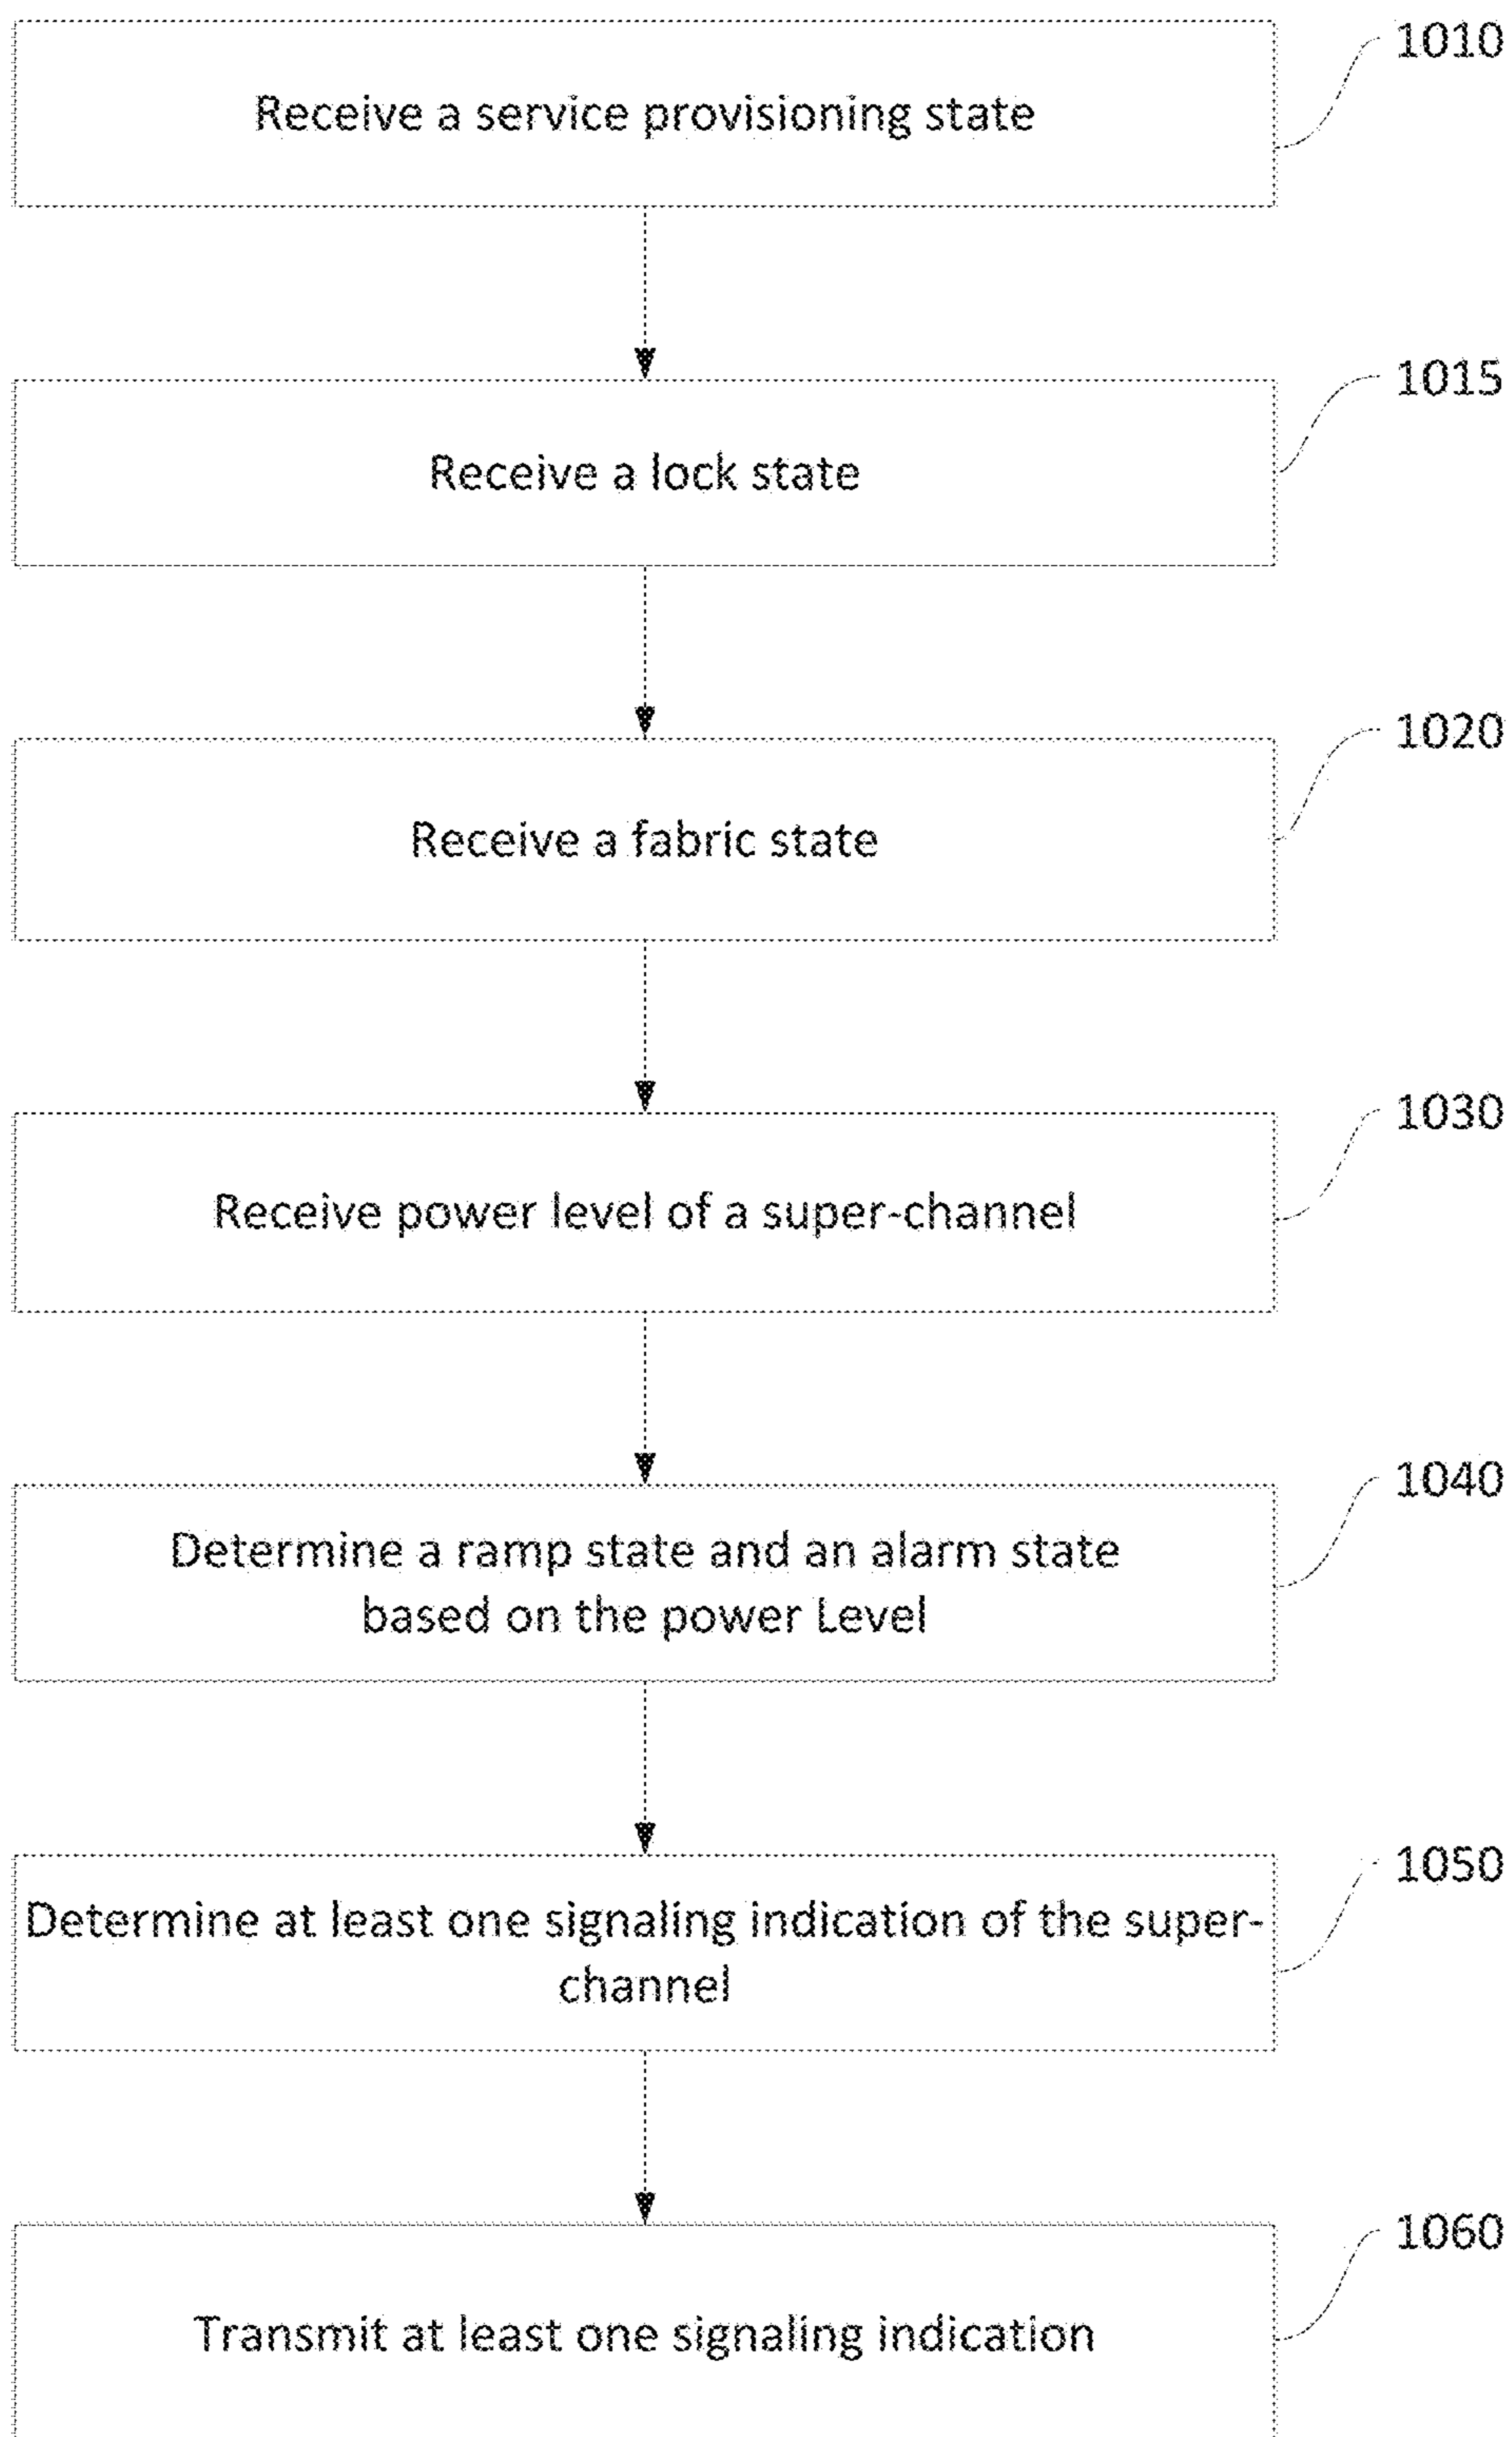 1010
Receive a service provisioning state
1015
Receive a lock state
1020
Receive a fabric state
1030
Receive power level of a super-channel
1040
Determine a ramp state and an alarm state
based on the power Level
1050
Determine at least one signaling indication of the super-
channel
1060
Transmit at least one signaling indication